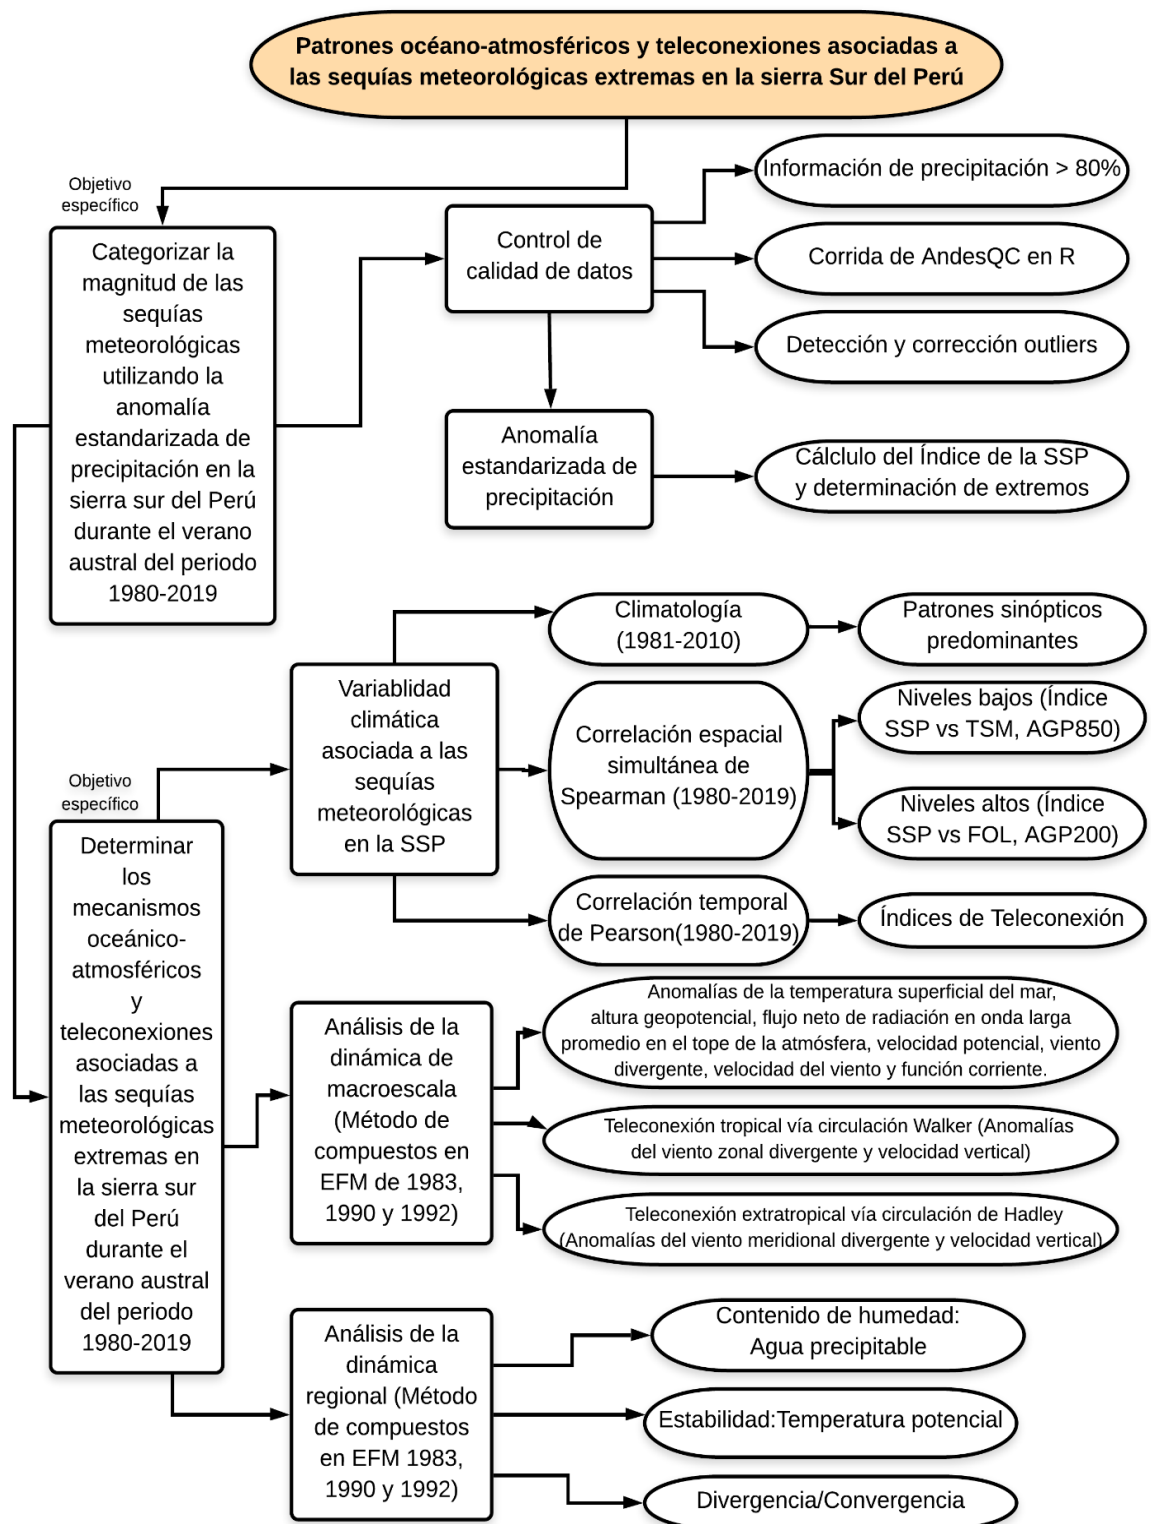 Patrones océano-atmosféricos y teleconexiones asociadas a
las sequías meteorológicas extremas en la sierra Sur del Perú
Objetivo
específico
Categorizar la
magnitud de las
sequías
meteorológicas
utilizando la
anomalía
estandarizada de
precipitación en la
sierra sur del Perú
durante el verano
austral del periodo
1980-2019
Control de
calidad de datos
Información de precipitación > 80%
Corrida de AndesQC en R
Detección y corrección outliers
Anomalía
estandarizada de
precipitación
Cálclulo del Índice de la SSP
y determinación de extremos
Objetivo
específico
Determinar
los
mecanismos
oceánico-
atmosféricos
y
teleconexiones
asociadas a
las sequías
meteorológicas
extremas en
la sierra sur
del Perú
durante el
verano austral
del periodo
1980-2019
Variablidad
climática
asociada a las
sequías
meteorológicas
en la SSP
Climatología
(1981-2010)
Patrones sinópticos
predominantes
Correlación espacial
simultánea de
Spearman (1980-2019)
Niveles bajos (Índice
SSP vs TSM, AGP850)
Niveles altos (Índice
SSP vs FOL, AGP200)
Correlación temporal
de Pearson(1980-2019)
Índices de Teleconexión
Análisis de la
dinámica de
macroescala
(Método de
compuestos en
EFM de 1983,
1990 y 1992)
Anomalías de la temperatura superficial del mar,
altura geopotencial, flujo neto de radiación en onda larga
promedio en el tope de la atmósfera, velocidad potencial, viento
divergente, velocidad del viento y función corriente.
Teleconexión tropical vía circulación Walker (Anomalías
del viento zonal divergente y velocidad vertical)
Teleconexión extratropical vía circulación de Hadley
(Anomalías del viento meridional divergente y velocidad vertical)
Análisis de la
dinámica
regional (Método
de compuestos
en EFM 1983,
1990 y 1992)
Contenido de humedad:
Agua precipitable
Estabilidad:Temperatura potencial
Divergencia/Convergencia